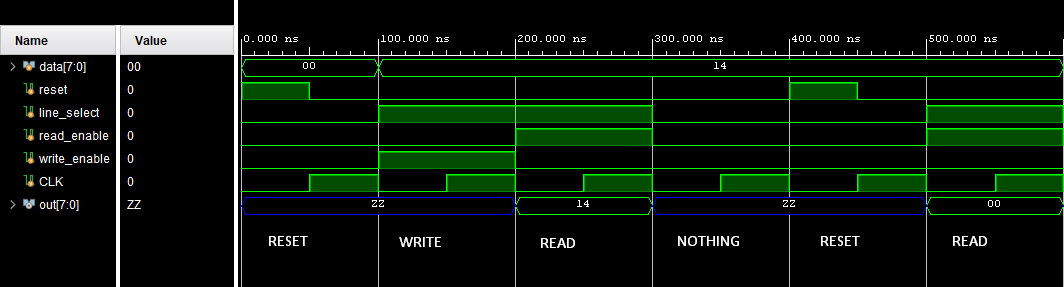 Name Value 0.000 ns 100.000 ns 200.000 ns 300.000 ns 400.000 ns 500.000 ns
data[7:0] 00 00 14
reset 0
line_select 0
read_enable 0
write_enable 0
CLK 0
out[7:0] ZZ ZZ 14 ZZ 00
RESET WRITE READ NOTHING RESET READ